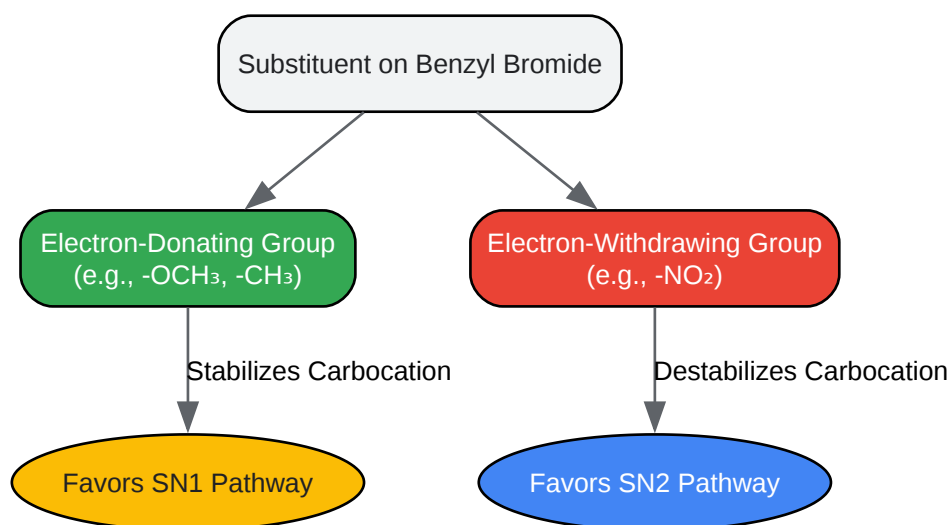 Substituent on Benzyl Bromide
Electron-Donating Group
(e.g., -OCH₃, -CH₃)
Electron-Withdrawing Group
(e.g., -NO₂)
Stabilizes Carbocation
Destabilizes Carbocation
Favors SN1 Pathway
Favors SN2 Pathway